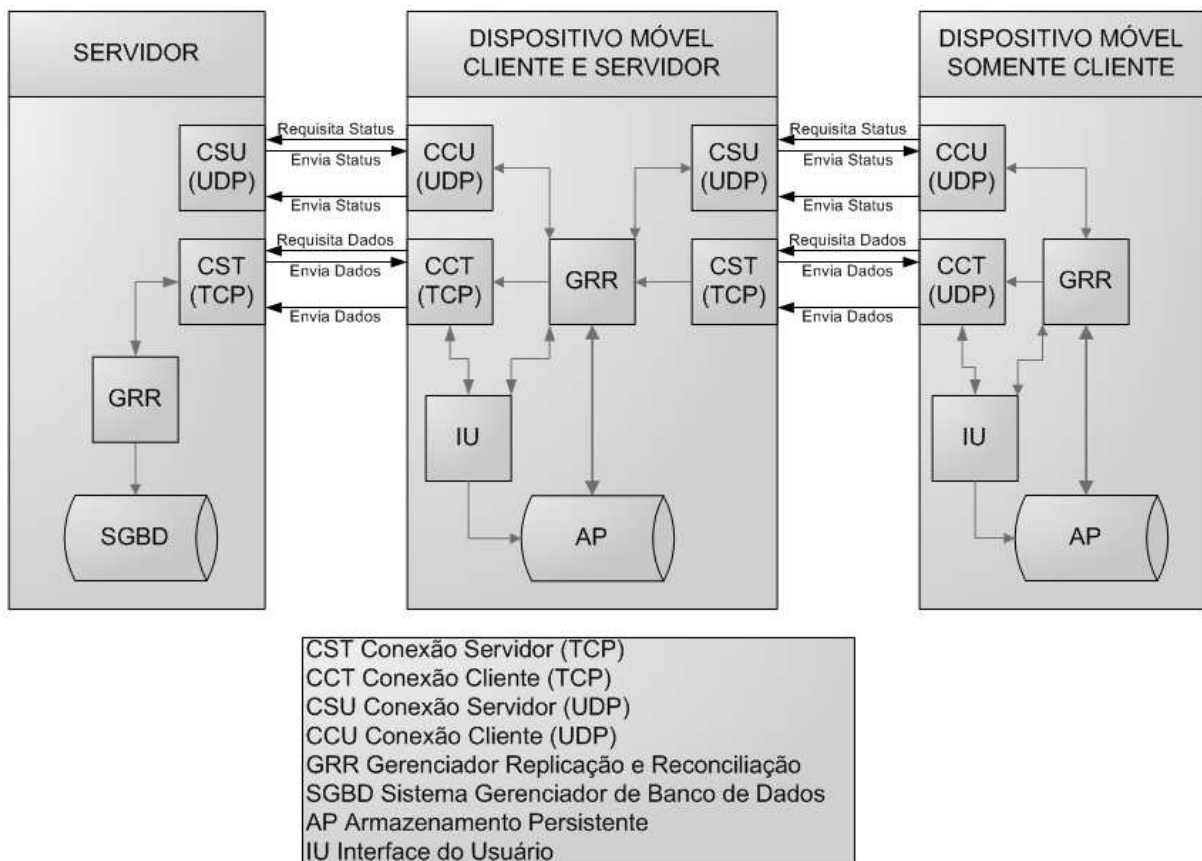 SERVIDOR
DISPOSITIVO MÓVEL
CLIENTE E SERVIDOR
DISPOSITIVO MÓVEL
SOMENTE CLIENTE
CSU
(UDP)
Requisita Status
Envia Status
Envia Status
CCU
(UDP)
CSU
(UDP)
Requisita Status
Envia Status
Envia Status
CCU
(UDP)
CST
(TCP)
Requisita Dados
Envia Dados
Envia Dados
CCT
(TCP)
GRR
CST
(TCP)
Requisita Dados
Envia Dados
Envia Dados
CCT
(UDP)
GRR
GRR
IU
IU
SGBD
AP
AP
CST Conexão Servidor (TCP)
CCT Conexão Cliente (TCP)
CSU Conexão Servidor (UDP)
CCU Conexão Cliente (UDP)
GRR Gerenciador Replicação e Reconciliação
SGBD Sistema Gerenciador de Banco de Dados
AP Armazenamento Persistente
IU Interface do Usuário